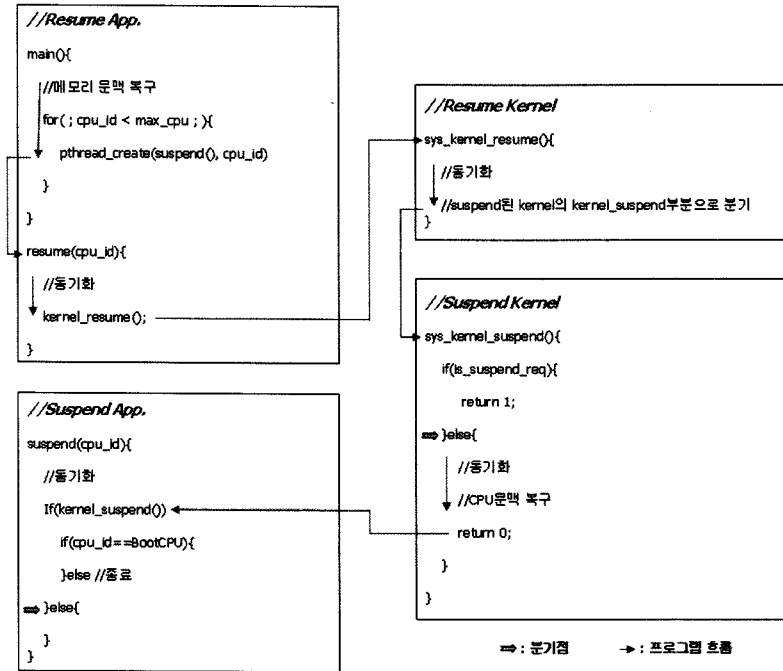 //Resume App.
main(){
//메모리 문맥 복구
for( ; cpu_id < max_cpu ; ){
pthread_create(suspend(), cpu_id)
}
}
resume(cpu_id){
//동기화
kernel_resume();
}
//Suspend App.
suspend(cpu_id){
//동기화
If(kernel_suspend())
if(cpu_id==BootCPU){
}else //종료
}else{
}
}
//Resume Kernel
sys_kernel_resume(){
//동기화
//suspend된 kernel의 kernel_suspend부분으로 분기
}
//Suspend Kernel
sys_kernel_suspend(){
if(is_suspend_req){
return 1;
}else{
//동기화
//CPU문맥 복구
return 0;
}
}
⇒ : 분기점 → : 프로그램 흐름